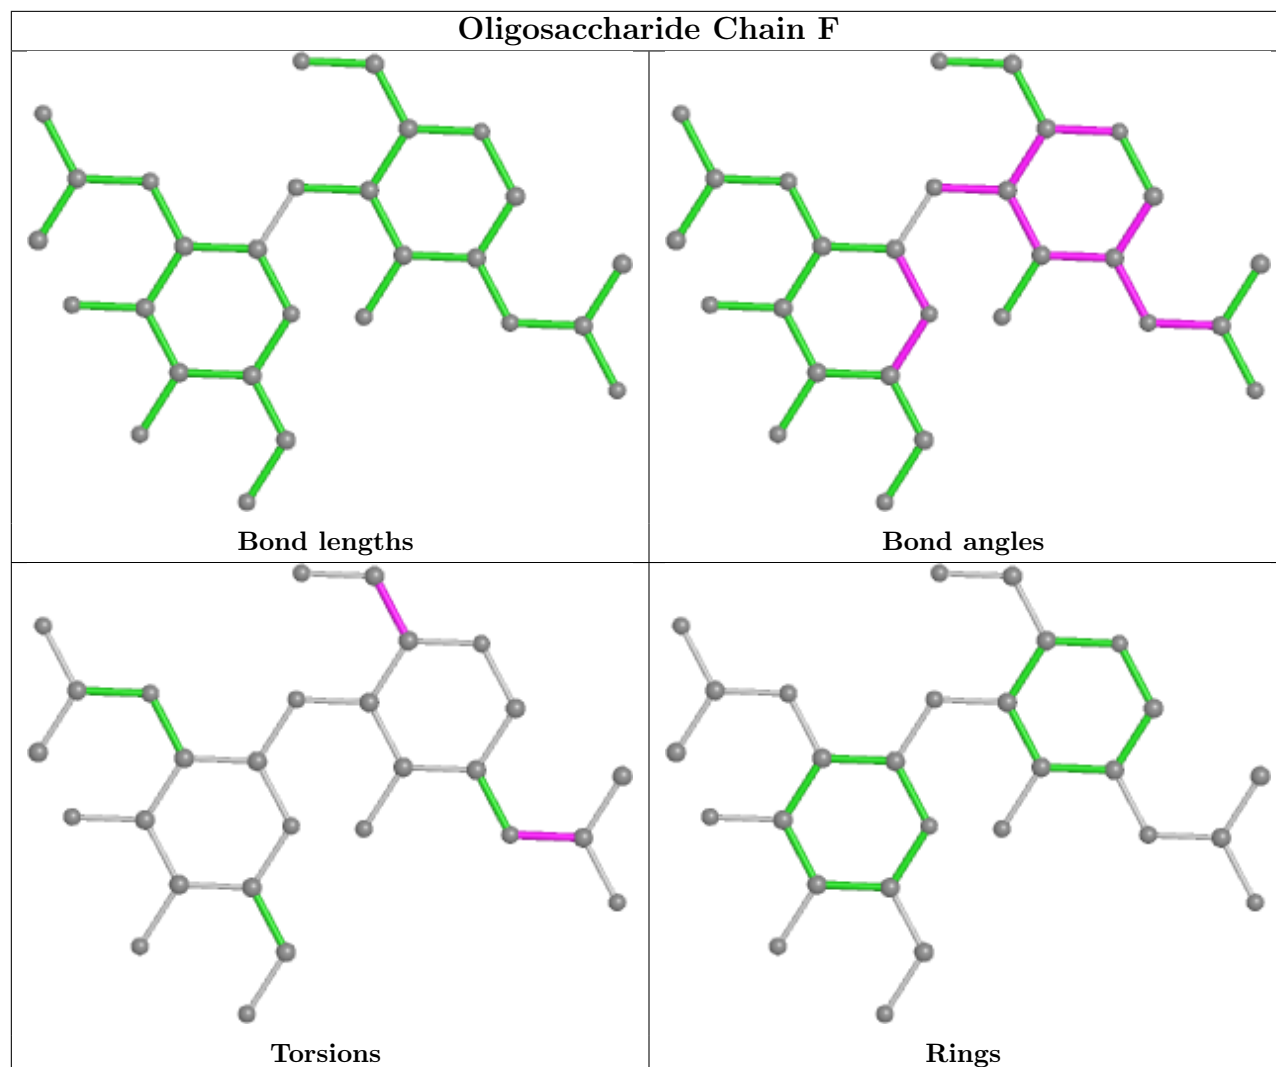 Oligosaccharide Chain F
Bond lengths
Bond angles
Torsions
Rings